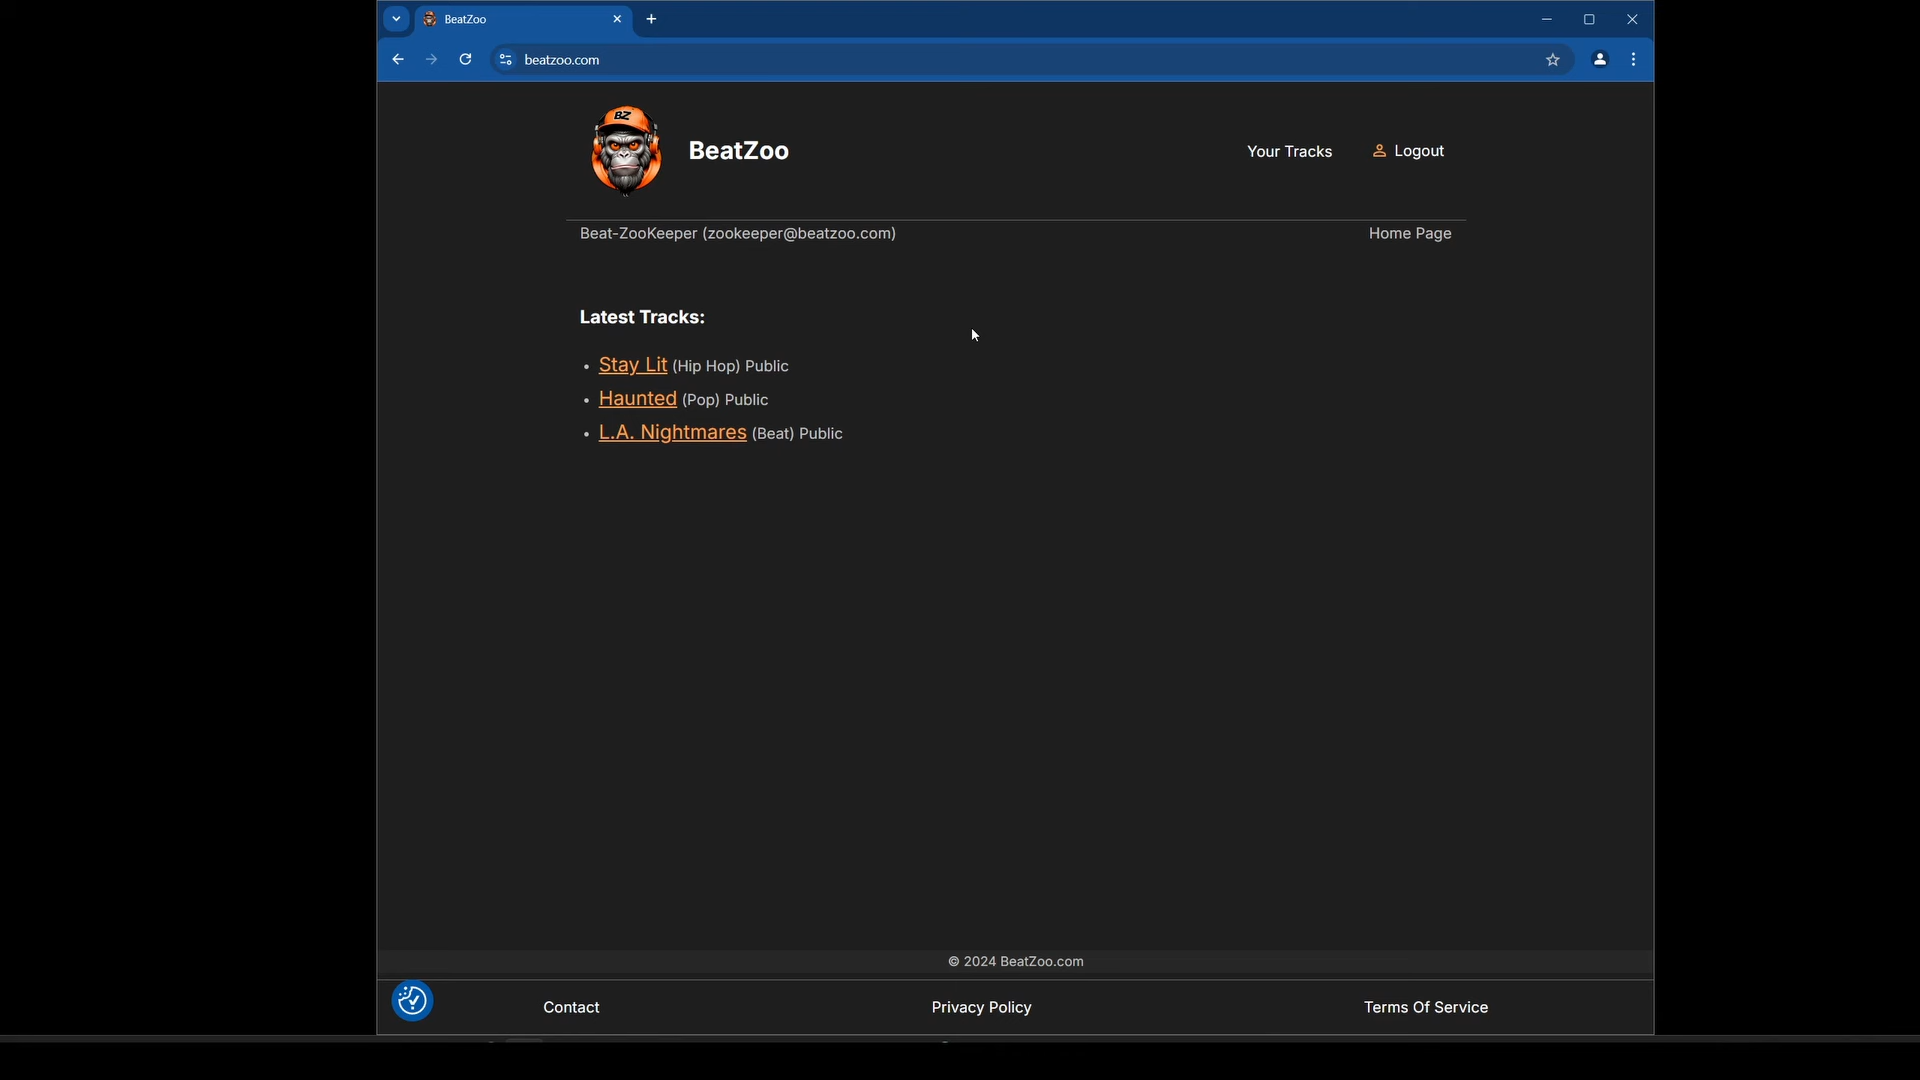 BeatZoo
beatzoo.com
BZ
BeatZoo
Your Tracks
Logout
Beat-ZooKeeper (zookeeper@beatzoo.com)
Home Page
Latest Tracks:
• Stay Lit (Hip Hop) Public
• Haunted (Pop) Public
• L.A. Nightmares (Beat) Public
© 2024 BeatZoo.com
Contact
Privacy Policy
Terms Of Service